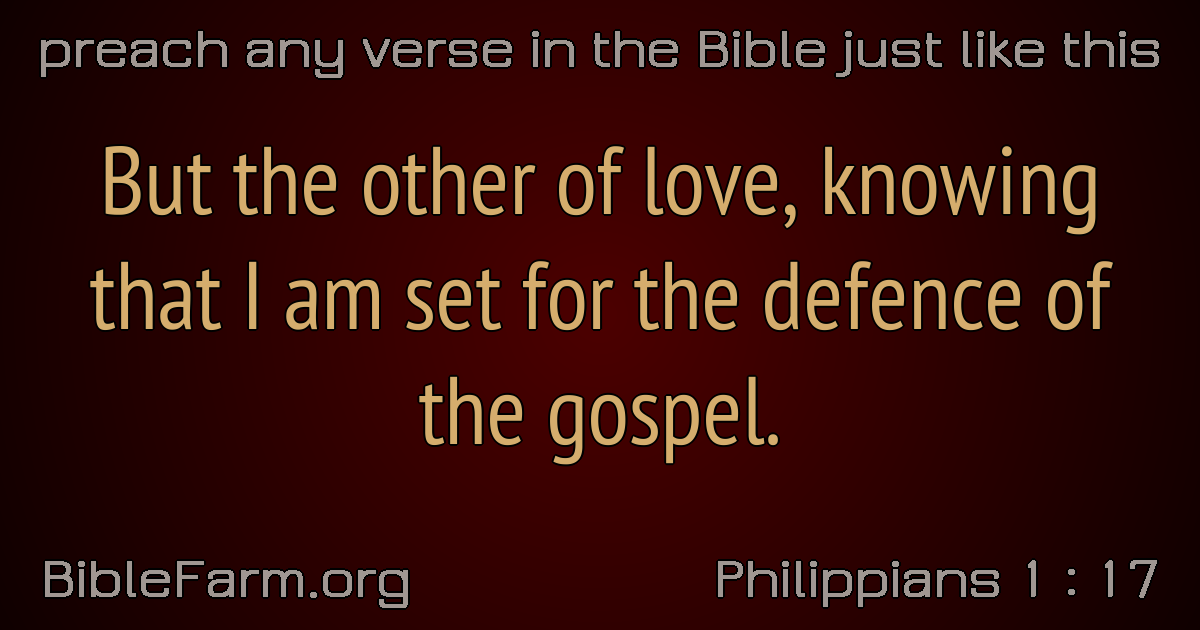 preach any verse in the Bible just like this
But the other of love, knowing
that I am set for the defence of
the gospel.
BibleFarm.org
Philippians 1 : 17